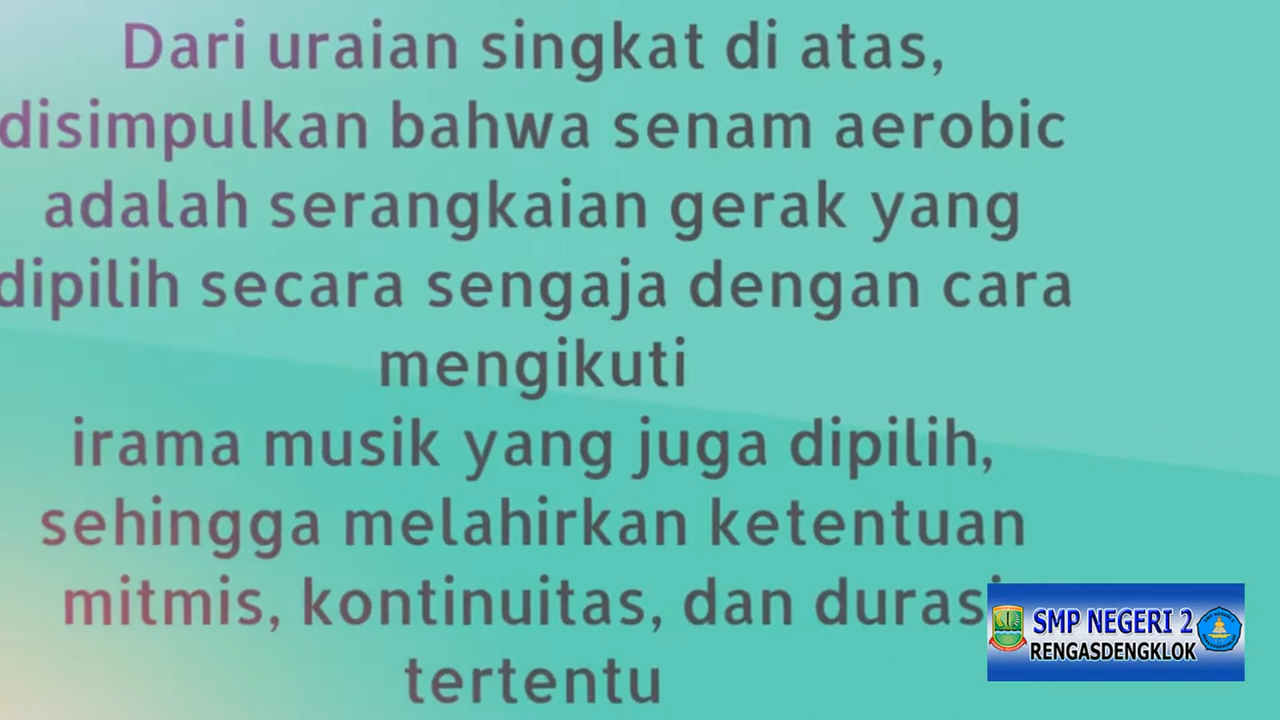 Dari uraian singkat di atas,
disimpulkan bahwa senam aerobic
adalah serangkaian gerak yang
dipilih secara sengaja dengan cara
mengikuti
irama musik yang juga dipilih,
sehingga melahirkan ketentuan
mitmis, kontinuitas, dan durasi
tertentu
SMP NEGERI 2
RENGASDENGKLOK